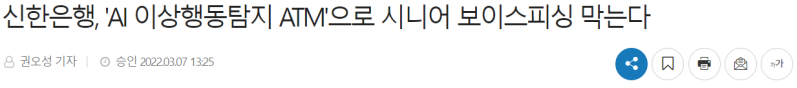 신한은행, 'AI 이상행동탐지 ATM'으로 시니어 보이스피싱 막는다
권오성 기자 | 승인 2022.03.07 13:25
가가